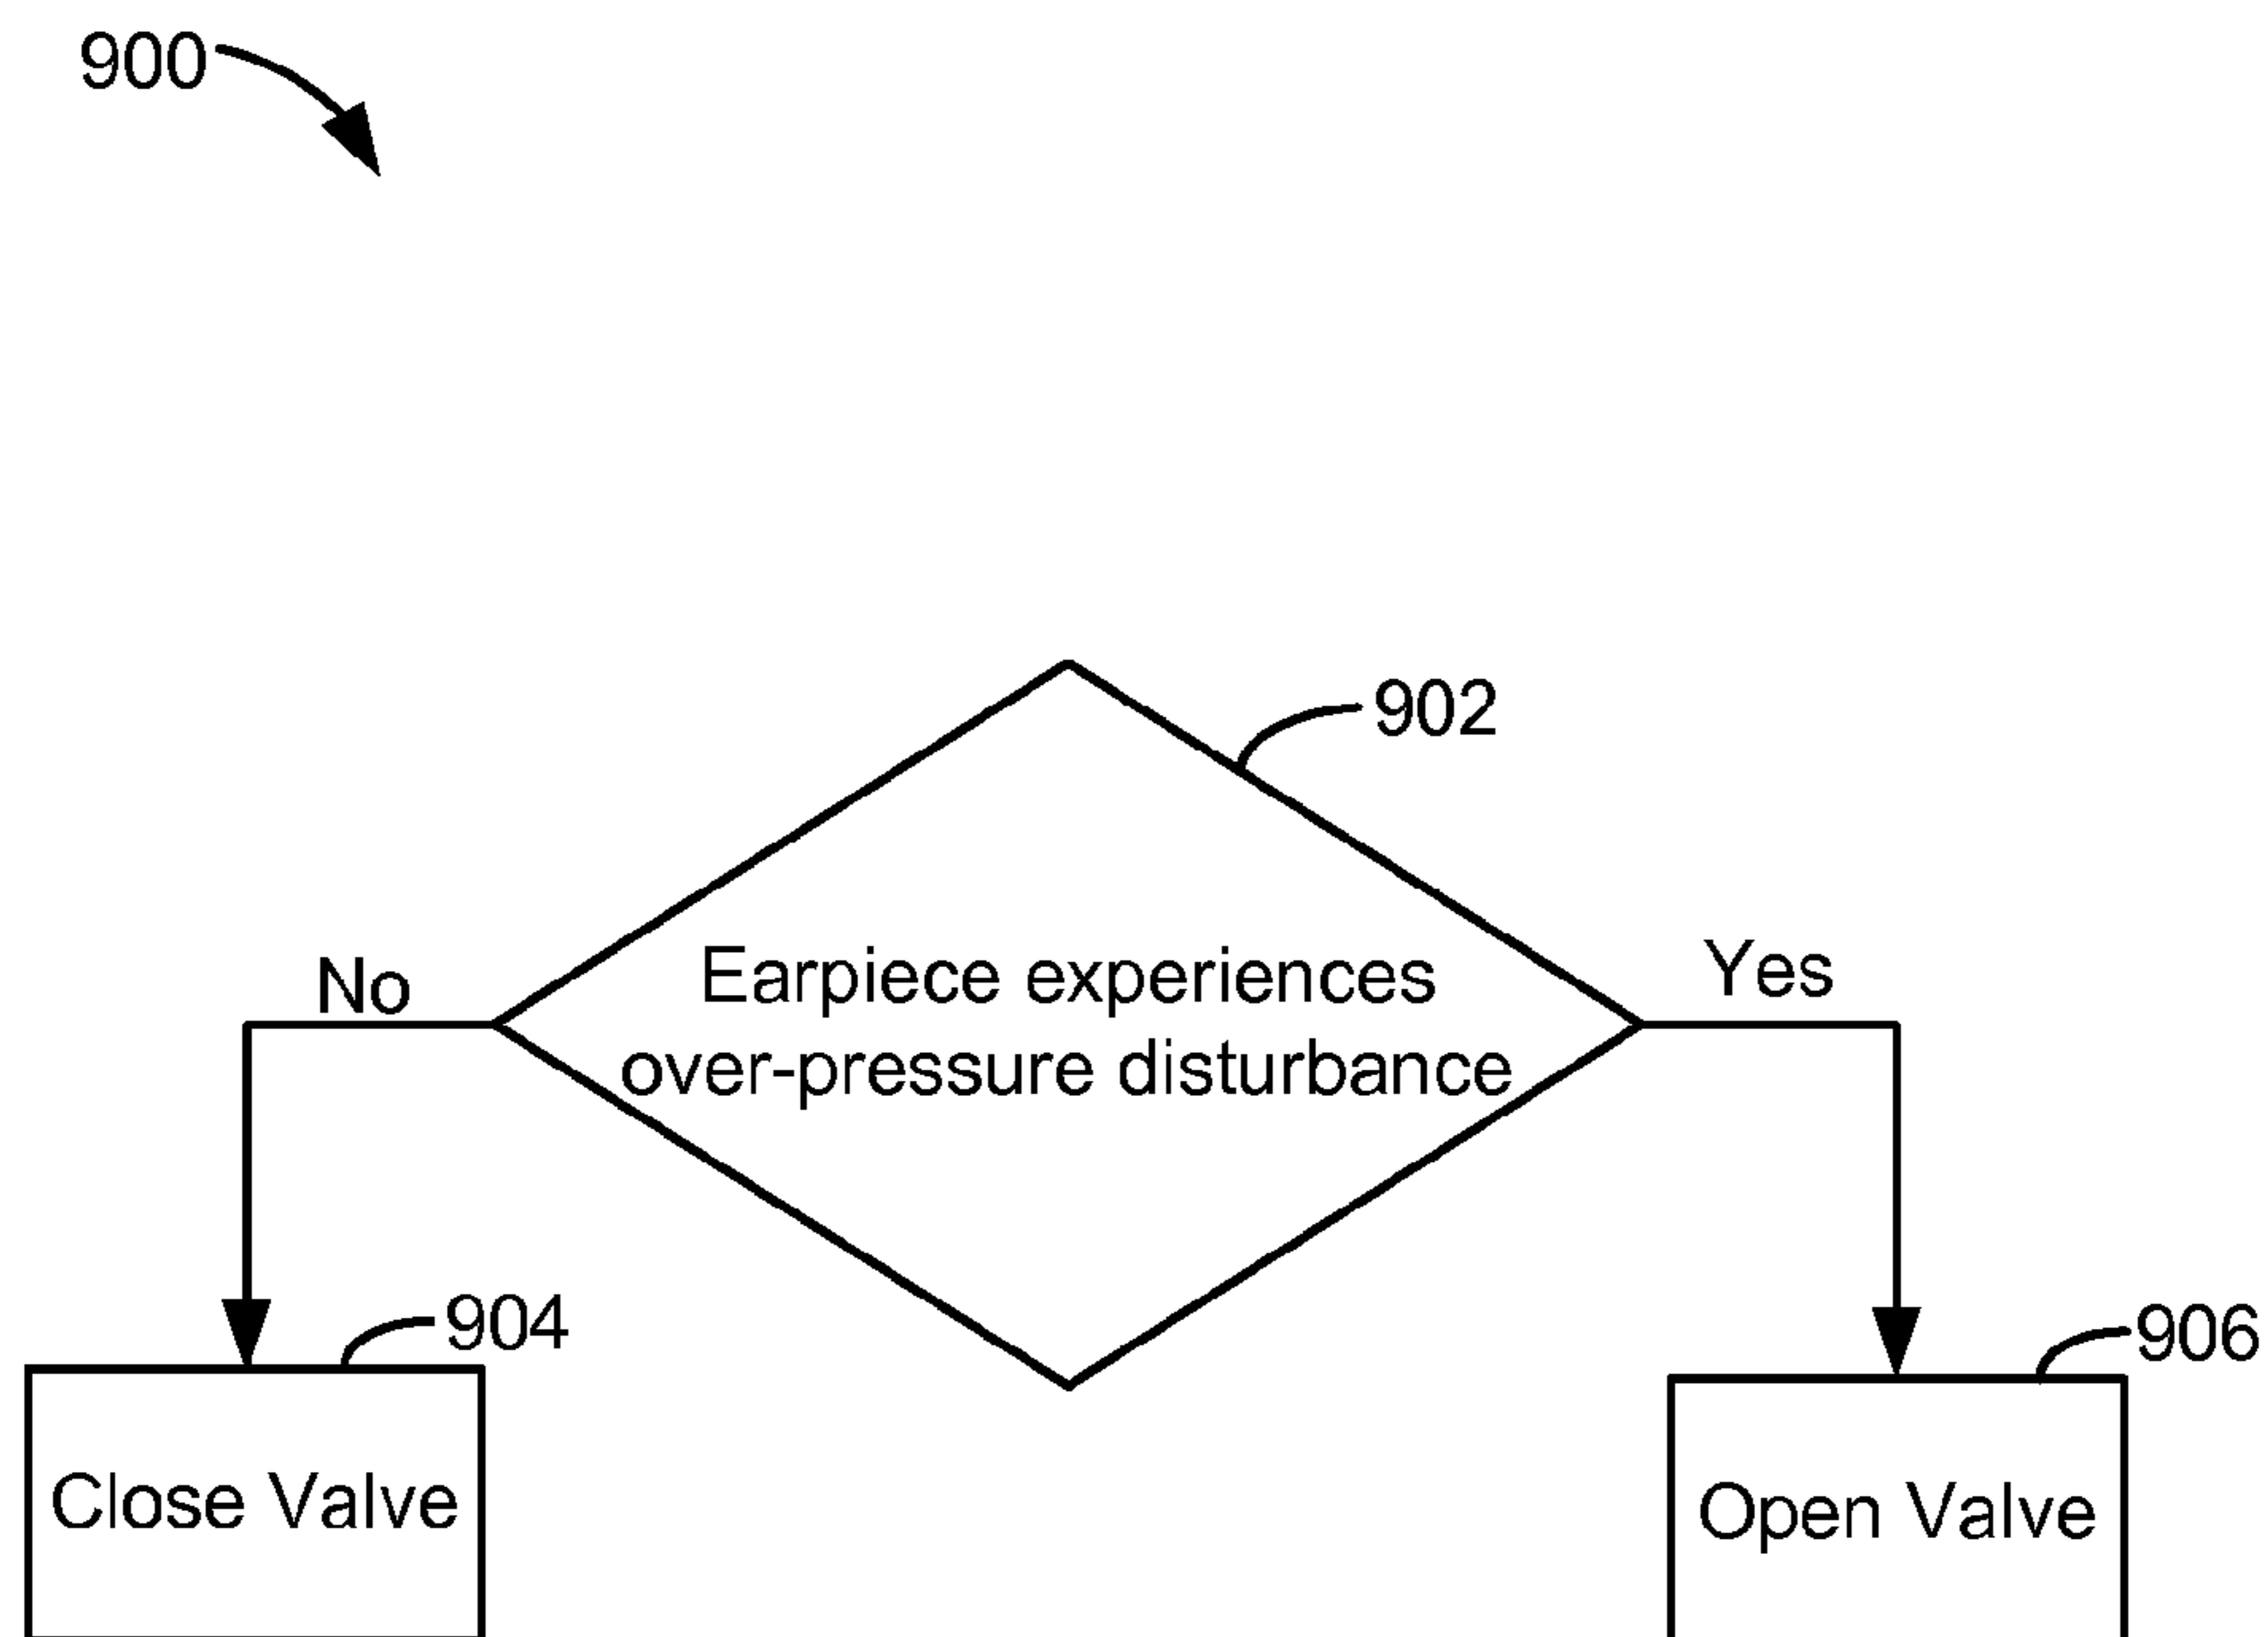 900
902
Earpiece experiences
over-pressure disturbance
No
Yes
904
906
Close Valve
Open Valve